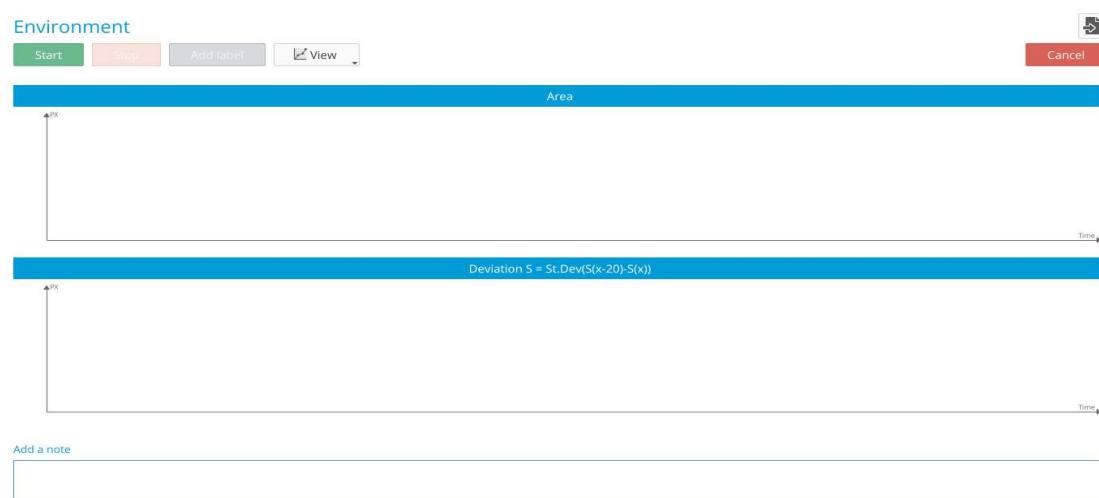 Environment
Start Stop Add label View Cancel
Area
PX
Time
Deviation S = St.Dev(S(x-20)-S(x))
PX
Time
Add a note